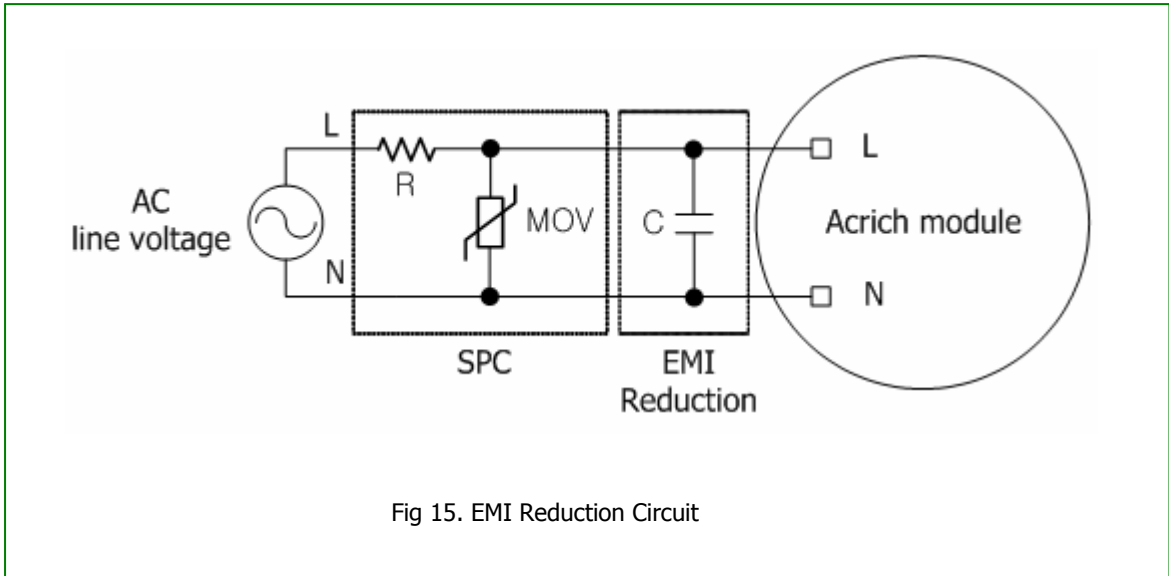 L
R
AC
line voltage
N
MOV
C
L
Acrich module
N
SPC
EMI
Reduction
Fig 15. EMI Reduction Circuit